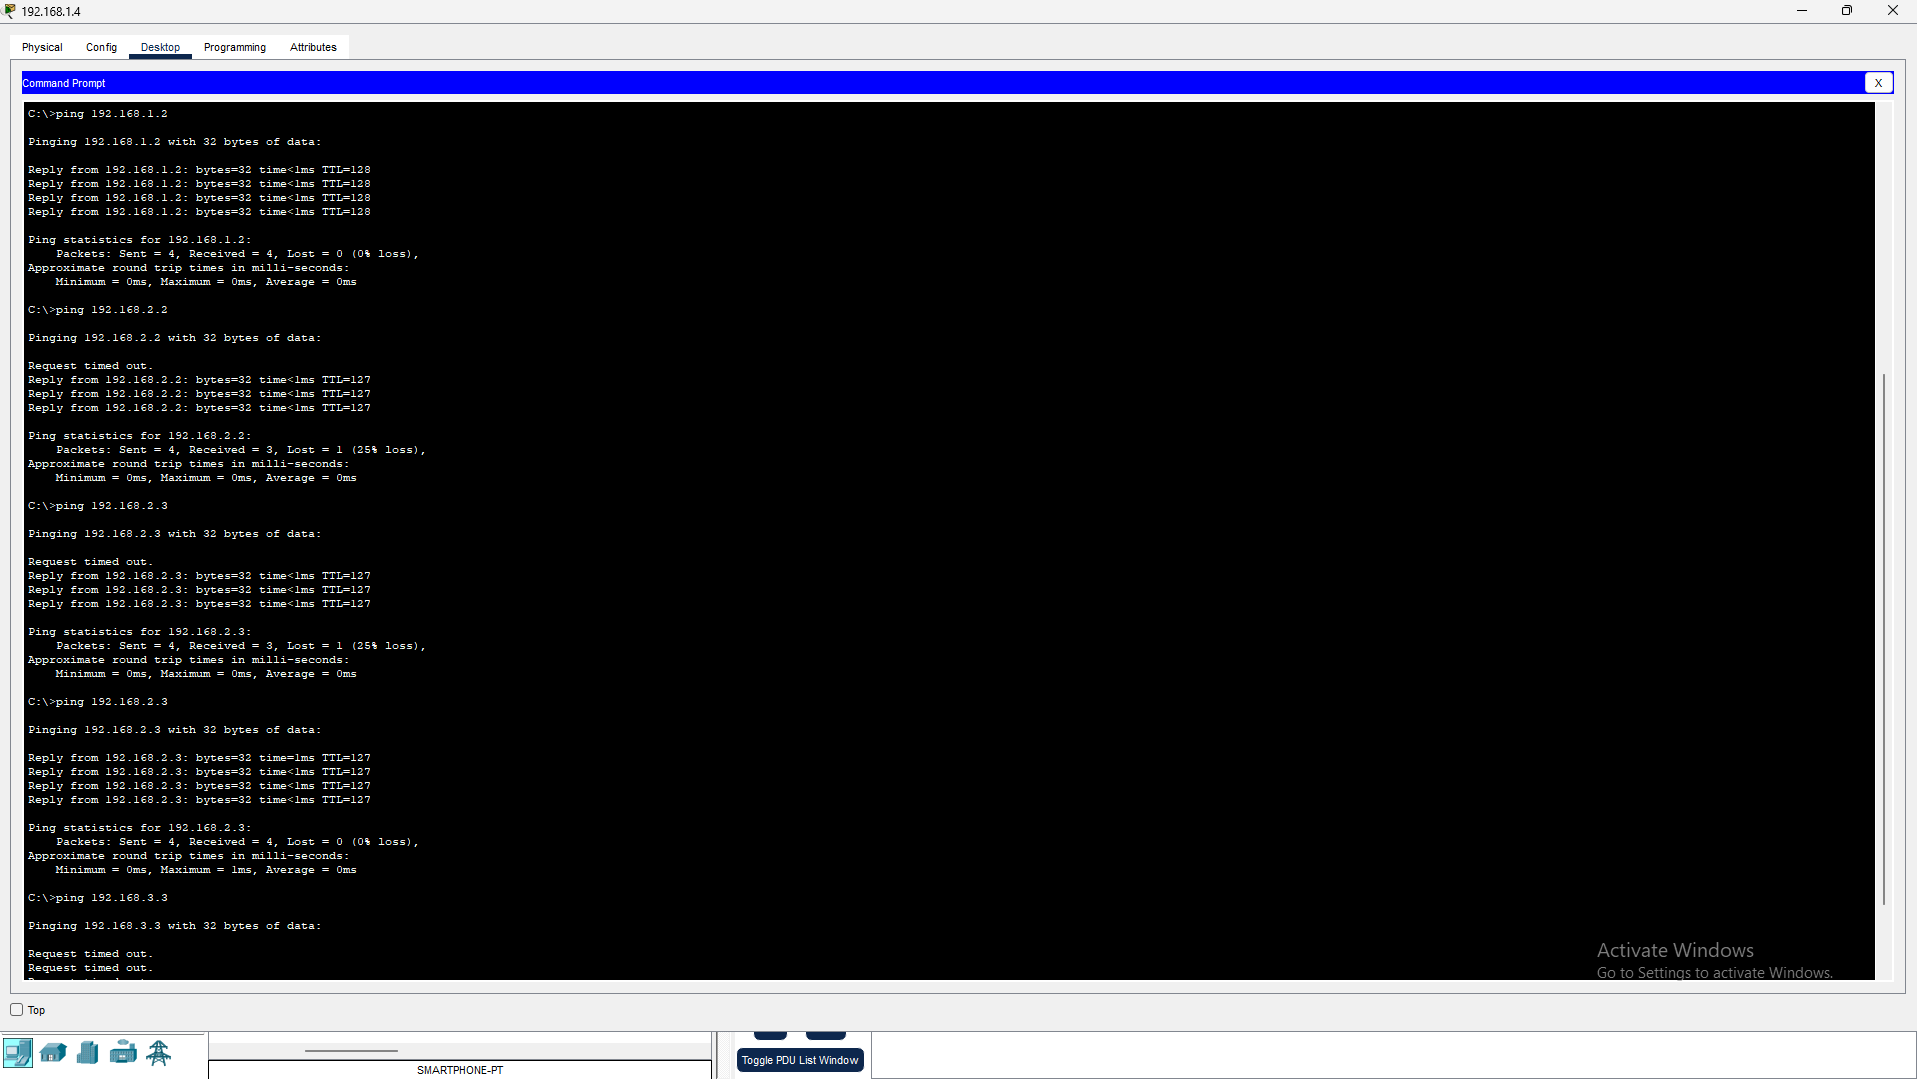 192.168.1.4
Physical Config Desktop Programming Attributes
Command Prompt
X
C:\>ping 192.168.1.2
Pinging 192.168.1.2 with 32 bytes of data:
Reply from 192.168.1.2: bytes=32 time<1ms TTL=128
Reply from 192.168.1.2: bytes=32 time<1ms TTL=128
Reply from 192.168.1.2: bytes=32 time<1ms TTL=128
Reply from 192.168.1.2: bytes=32 time<1ms TTL=128
Ping statistics for 192.168.1.2:
Packets: Sent = 4, Received = 4, Lost = 0 (0% loss),
Approximate round trip times in milli-seconds:
Minimum = 0ms, Maximum = 0ms, Average = 0ms
C:\>ping 192.168.2.2
Pinging 192.168.2.2 with 32 bytes of data:
Request timed out.
Reply from 192.168.2.2: bytes=32 time<1ms TTL=127
Reply from 192.168.2.2: bytes=32 time<1ms TTL=127
Reply from 192.168.2.2: bytes=32 time<1ms TTL=127
Ping statistics for 192.168.2.2:
Packets: Sent = 4, Received = 3, Lost = 1 (25% loss),
Approximate round trip times in milli-seconds:
Minimum = 0ms, Maximum = 0ms, Average = 0ms
C:\>ping 192.168.2.3
Pinging 192.168.2.3 with 32 bytes of data:
Request timed out.
Reply from 192.168.2.3: bytes=32 time<1ms TTL=127
Reply from 192.168.2.3: bytes=32 time<1ms TTL=127
Reply from 192.168.2.3: bytes=32 time<1ms TTL=127
Ping statistics for 192.168.2.3:
Packets: Sent = 4, Received = 3, Lost = 1 (25% loss),
Approximate round trip times in milli-seconds:
Minimum = 0ms, Maximum = 0ms, Average = 0ms
C:\>ping 192.168.2.3
Pinging 192.168.2.3 with 32 bytes of data:
Reply from 192.168.2.3: bytes=32 time=1ms TTL=127
Reply from 192.168.2.3: bytes=32 time<1ms TTL=127
Reply from 192.168.2.3: bytes=32 time<1ms TTL=127
Reply from 192.168.2.3: bytes=32 time<1ms TTL=127
Ping statistics for 192.168.2.3:
Packets: Sent = 4, Received = 4, Lost = 0 (0% loss),
Approximate round trip times in milli-seconds:
Minimum = 0ms, Maximum = 1ms, Average = 0ms
C:\>ping 192.168.3.3
Pinging 192.168.3.3 with 32 bytes of data:
Request timed out.
Request timed out.
Activate Windows
Go to Settings to activate Windows.
Top
Toggle PDU List Window
SMARTPHONE-PT